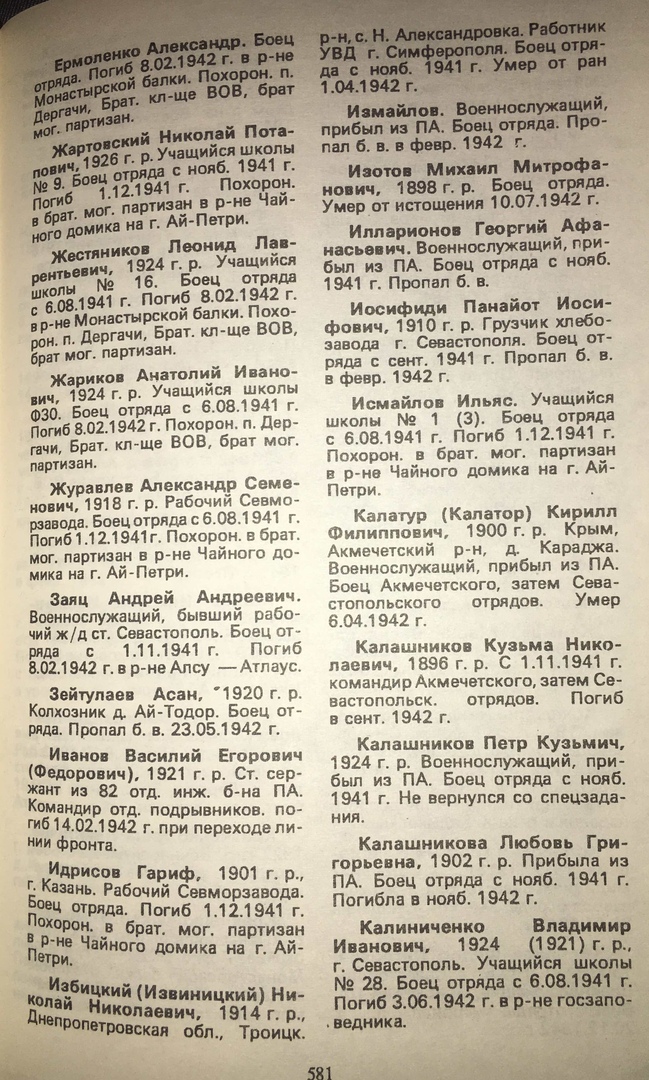 Ермоленко Александр. Боец
отряда. Погиб 8.02.1942 г. в р-не
Монастырской балки. Похорон. п.
Дергачи, Брат. кл-ще ВОВ, брат
мог. партизан.
Жартовский Николай Пота-
пович, 1926 г. р. Учащийся школы
№ 9. Боец отряда с нояб. 1941 г.
Погиб 1.12.1941 г. Похорон.
в брат. мог. партизан в р-не Чай-
ного домика на г. Ай-Петри.
Жестяников Леонид Лав-
рентьевич, 1924 г. р. Учащийся
школы № 16. Боец отряда
с 6.08.1941 г. Погиб 8.02.1942 г.
в р-не Монастырской балки. Похо-
рон. п. Дергачи, Брат. кл-ще ВОВ,
брат мог. партизан.
Жариков Анатолий Ивано-
вич, 1924 г. р. Учащийся школы
ФЗО. Боец отряда с 6.08.1941 г.
Погиб 8.02.1942 г. Похорон. п. Дер-
гачи, Брат. кл-ще ВОВ, брат мог.
партизан.
Журавлев Александр Семе-
нович, 1918 г. р. Рабочий Севмо-
рзавода. Боец отряда с 6.08.1941 г.
Погиб 1.12.1941г. Похорон. в брат.
мог. партизан в р-не Чайного до-
мика на г. Ай-Петри.
Заяц Андрей Андреевич.
Военнослужащий, бывший рабо-
чий ж/д ст. Севастополь. Боец от-
ряда с 1.11.1941 г. Погиб
8.02.1942 г. в р-не Алсу — Атлаус.
Зейтулаев Асан, 1920 г. р.
Колхозник д. Ай-Тодор. Боец от-
ряда. Пропал б. в. 23.05.1942 г.
Иванов Василий Егорович
(Федорович), 1921 г. р. Ст. сер-
жант из 82 отд. инж. б-на ПА.
Командир отд. подрывников. по-
гиб 14.02.1942 г. при переходе ли-
нии фронта.
Идрисов Гариф, 1901 г. р.,
г. Казань. Рабочий Севморзавода.
Боец отряда. Погиб 1.12.1941 г.
Похорон. в брат. мог. партизан
в р-не Чайного домика на г. Ай-
Петри.
Избицкий (Извиницкий) Ни-
колай Николаевич, 1914 г. р.,
Днепропетровская обл., Троицк.
р-н, с. Н. Александровка. Работник
УВД г. Симферополя. Боец отря-
да с нояб. 1941 г. Умер от ран
1.04.1942 г.
Измайлов. Военнослужащий,
прибыл из ПА. Боец отряда. Про-
пал б. в. в февр. 1942 г.
Изотов Михаил Митрофа-
нович, 1898 г. р. Боец отряда.
Умер от истощения 10.07.1942 г.
Илларионов Георгий Афа-
насьевич. Военнослужащий, при-
был из ПА. Боец отряда с нояб.
1941 г. Пропал б. в.
Иосифиди Панайот Иоси-
фович, 1910 г. р. Грузчик хлебо-
завода г. Севастополя. Боец от-
ряда с сент. 1941 г. Пропал б. в.
в февр. 1942 г.
Исмайлов Ильяс. Учащийся
школы № 1 (3). Боец отряда
с 6.08.1941 г. Погиб 1.12.1941 г.
Похорон. в брат. мог. партизан
в р-не Чайного домика на г. Ай-
Петри.
Калатур (Калатор) Кирилл
Филиппович, 1900 г. р. Крым,
Акмечетский р-н, д. Караджа.
Военнослужащий, прибыл из ПА.
Боец Акмечетского, затем Сева-
стопольского отрядов. Умер
6.04.1942 г.
Калашников Кузьма Нико-
лаевич, 1896 г. р. С 1.11.1941 г.
командир Акмечетского, затем Се-
вастопольск. отрядов. Погиб
в сент. 1942 г.
Калашников Петр Кузьмич,
1924 г. р. Военнослужащий, при-
был из ПА. Боец отряда с нояб.
1941 г. Не вернулся со спецзада-
ния.
Калашникова Любовь Гри-
горьевна, 1902 г. р. Прибыла из
ПА. Боец отряда с нояб. 1941 г.
Погибла в нояб. 1942 г.
Калиниченко Владимир
Иванович, 1924 (1921) г. р.,
г. Севастополь. Учащийся школы
№ 28. Боец отряда с 6.08.1941 г.
Погиб 3.06.1942 г. в р-не госзапо-
ведника.
581